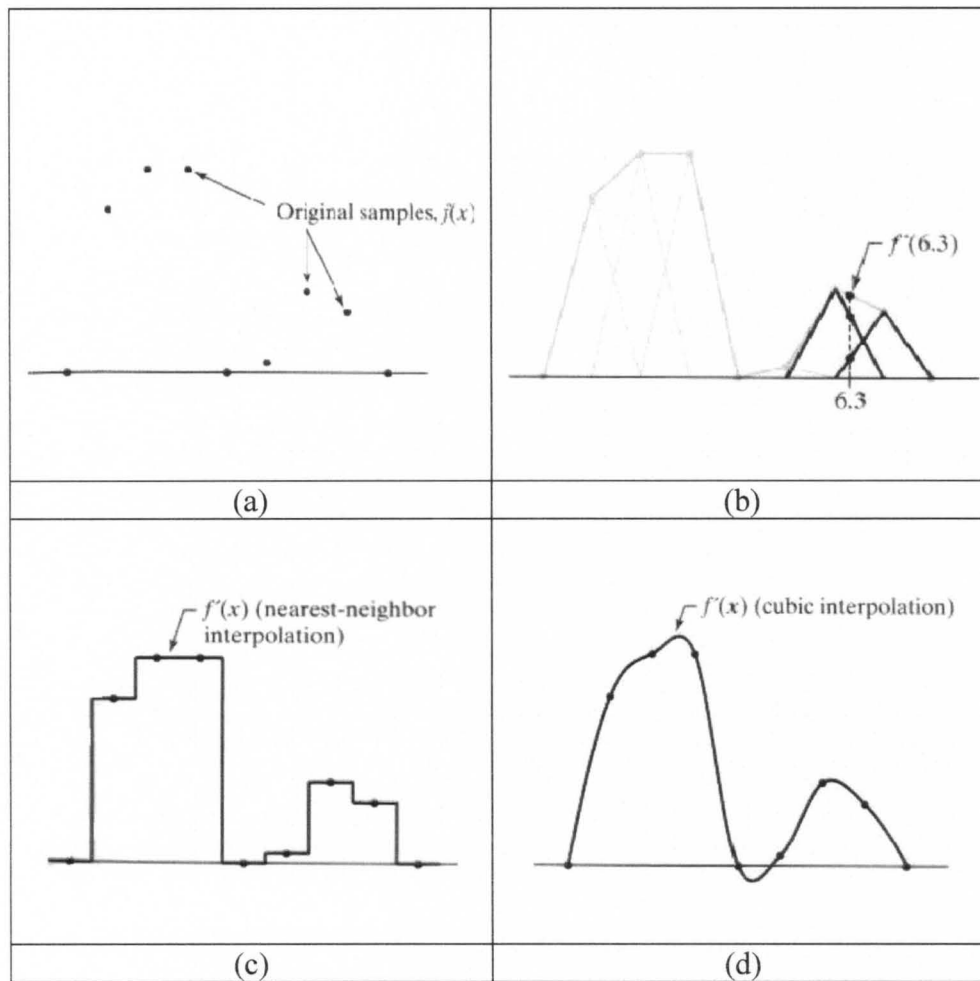 Original samples, f(x)
f´(6.3)
6.3
(a)
(b)
f´(x) (nearest-neighbor
interpolation)
f´(x) (cubic interpolation)
(c)
(d)